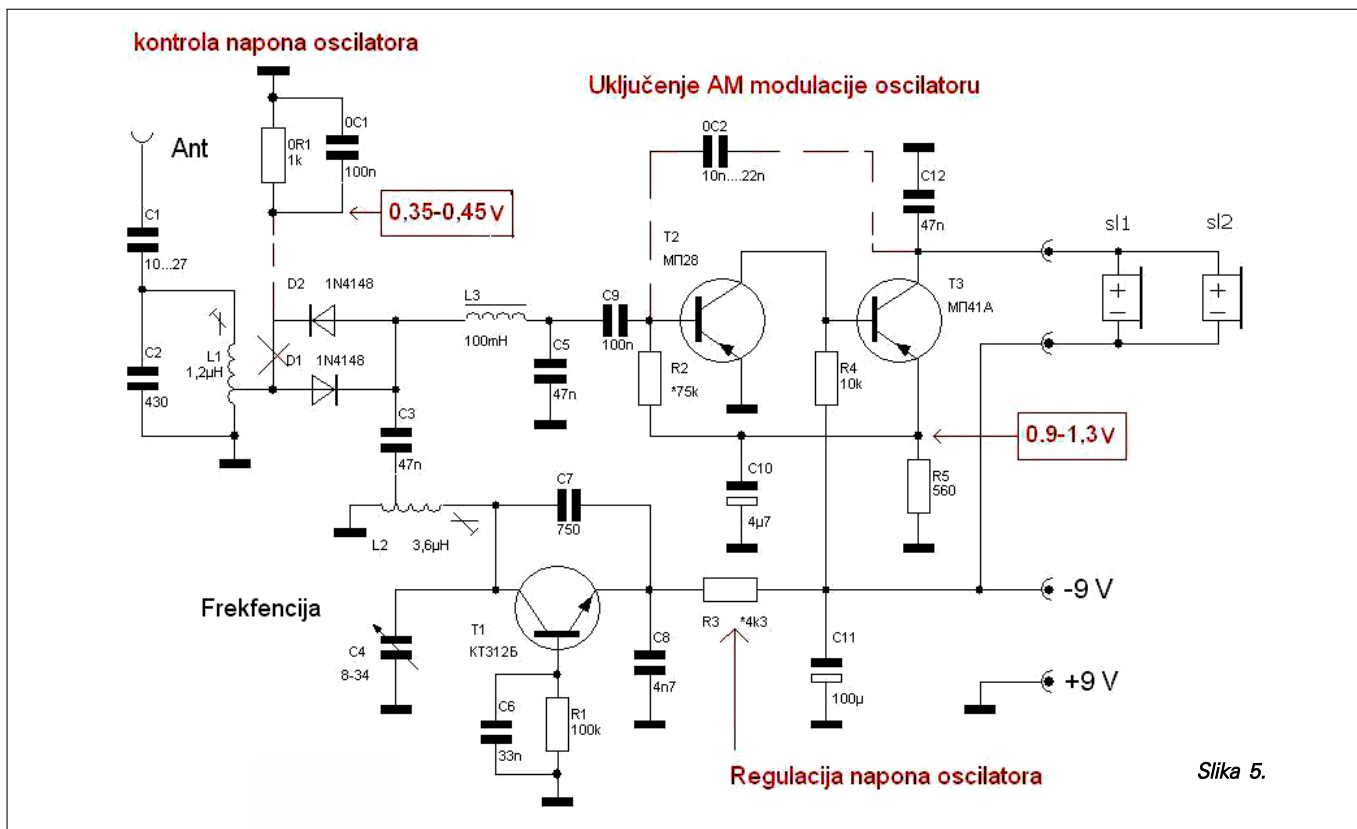 kontrola napona oscilatora
Uključenje AM modulacije oscilatoru
Ant
0R1
1k
0C1
100n
0,35-0,45V
0C2
10n....22n
C12
47n
sl1
sl2
C1
10...27
T2
МП28
T3
МП41А
D2
1N4148
L3
100mH
C9
100n
C2
430
L1
1,2µH
D1
1N4148
C5
47n
R2
*75k
R4
10k
C3
47n
0.9-1,3V
C10
4µ7
R5
560
C7
750
L2
3,6µH
Frekfencija
T1
КТ312Б
R3
*4k3
-9 V
C4
8-34
C8
4n7
C11
100µ
+9 V
C6
33n
R1
100k
Regulacija napona oscilatora
Slika 5.